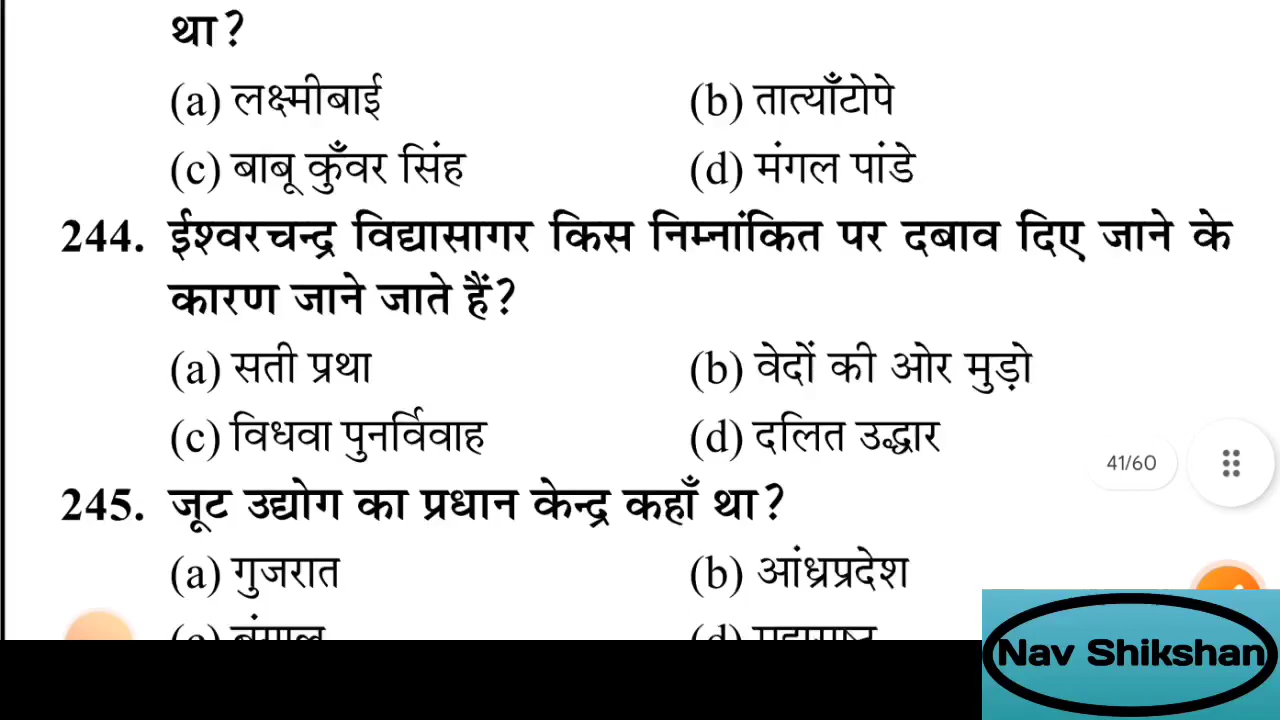 था?
(a) लक्ष्मीबाई (b) तात्याँटोपे
(c) बाबू कुँवर सिंह (d) मंगल पांडे
244. ईश्वरचन्द्र विद्यासागर किस निम्नांकित पर दबाव दिए जाने के
कारण जाने जाते हैं?
(a) सती प्रथा (b) वेदों की ओर मुड़ो
(c) विधवा पुनर्विवाह (d) दलित उद्धार
41/60
245. जूट उद्योग का प्रधान केन्द्र कहाँ था?
(a) गुजरात (b) आंध्रप्रदेश
(c) बंगाल (d)
Nav Shikshan